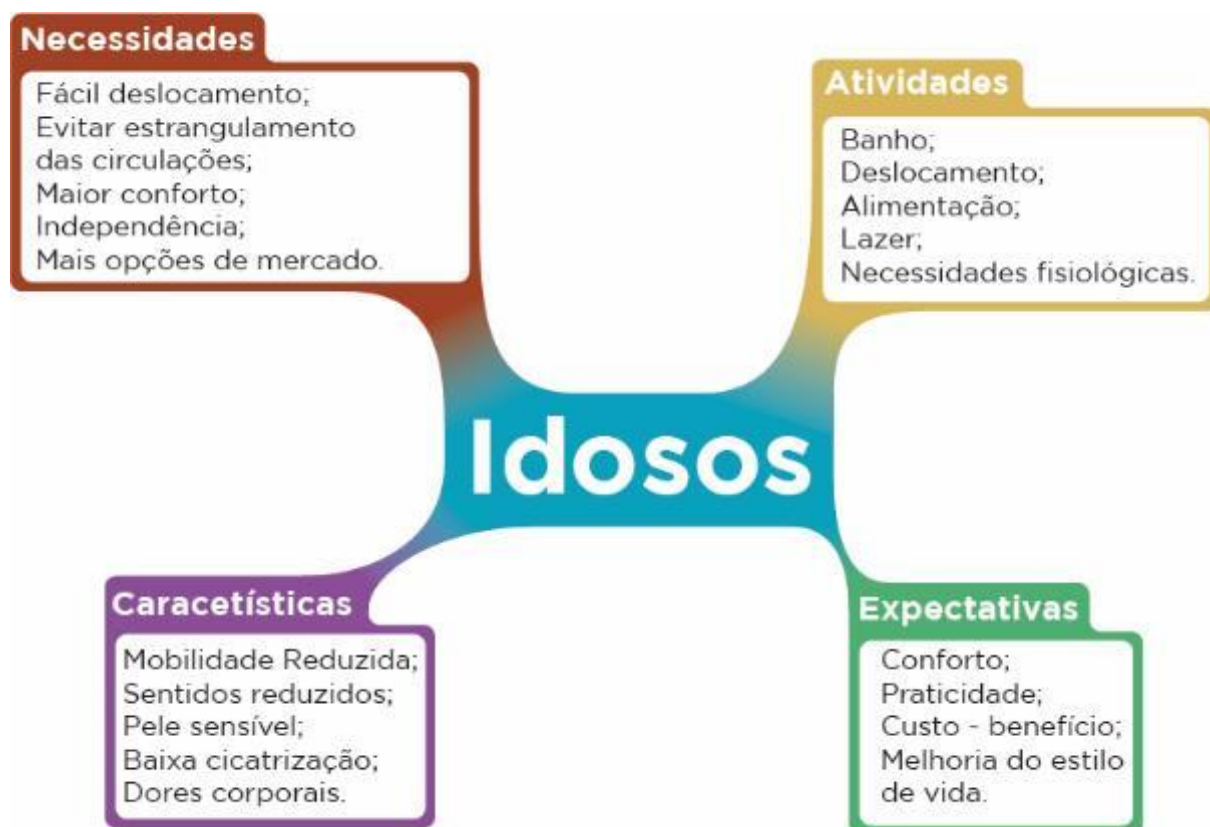 Necessidades
Fácil deslocamento;
Evitar estrangulamento
das circulações;
Maior conforto;
Independência;
Mais opções de mercado.
Atividades
Banho;
Deslocamento;
Alimentação;
Lazer;
Necessidades fisiológicas.
Idosos
Caracetísticas
Mobilidade Reduzida;
Sentidos reduzidos;
Pele sensível;
Baixa cicatrização;
Dores corporais.
Expectativas
Conforto;
Praticidade;
Custo - benefício;
Melhoria do estilo
de vida.